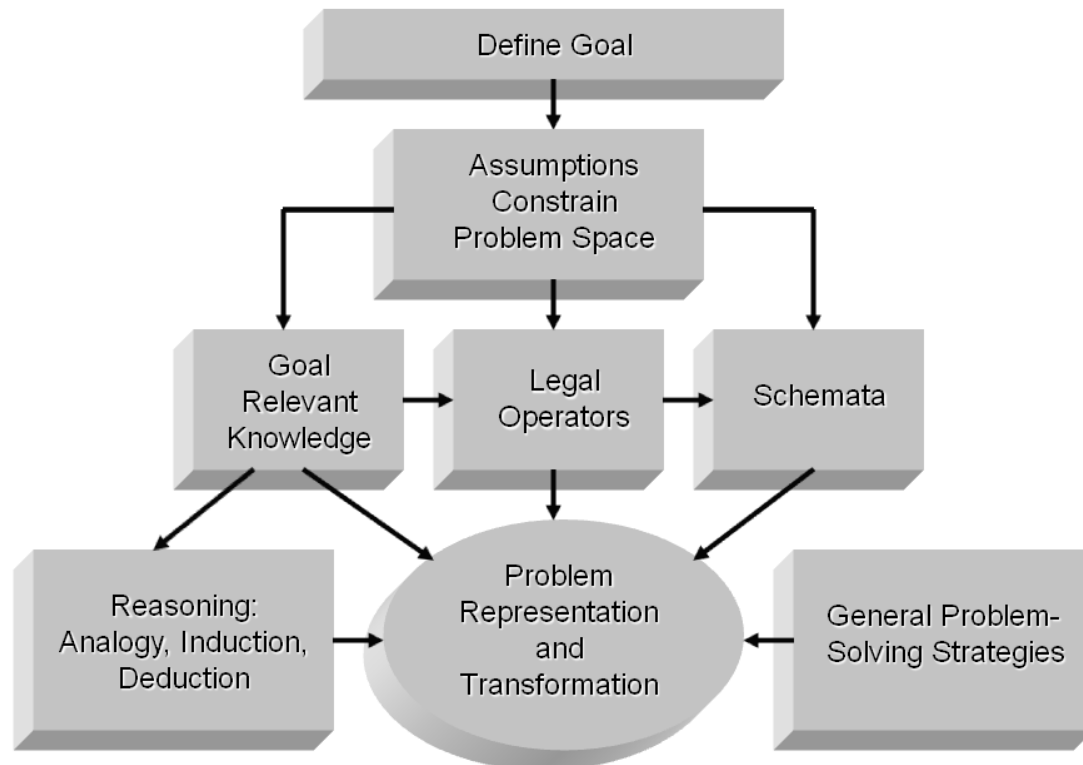 Define Goal
Assumptions
Constrain
Problem Space
Goal
Relevant
Knowledge
Legal
Operators
Schemata
Reasoning:
Analogy, Induction,
Deduction
Problem
Representation
and
Transformation
General Problem-
Solving Strategies